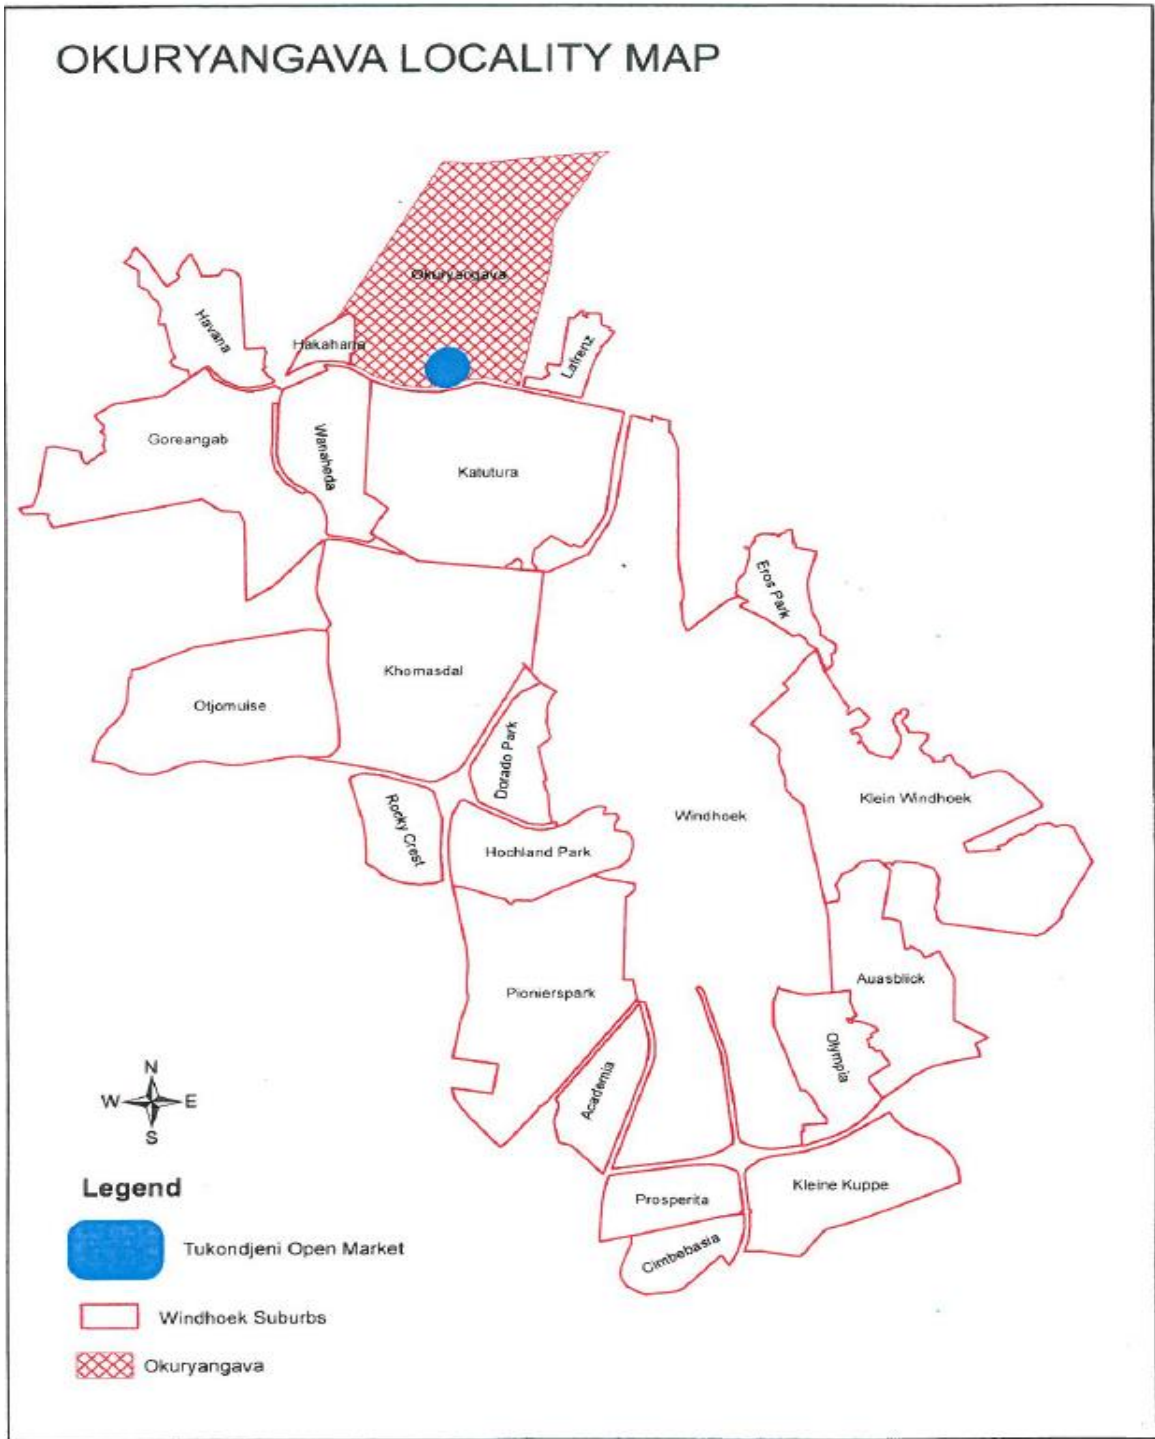 OKURYANGAVA LOCALITY MAP
Okuryangava
Havana
Hakahana
Lafrenz
Goreangab
Wanaheda
Katutura
Eros Park
Khomasdal
Otjomuise
Dorado Park
Klein Windhoek
Rocky Crest
Windhoek
Hochland Park
Auasblick
Pionierspark
Olympia
Academia
N
W E
S
Kleine Kuppe
Prosperita
Cimbebasia
Legend
Tukondjeni Open Market
Windhoek Suburbs
Okuryangava